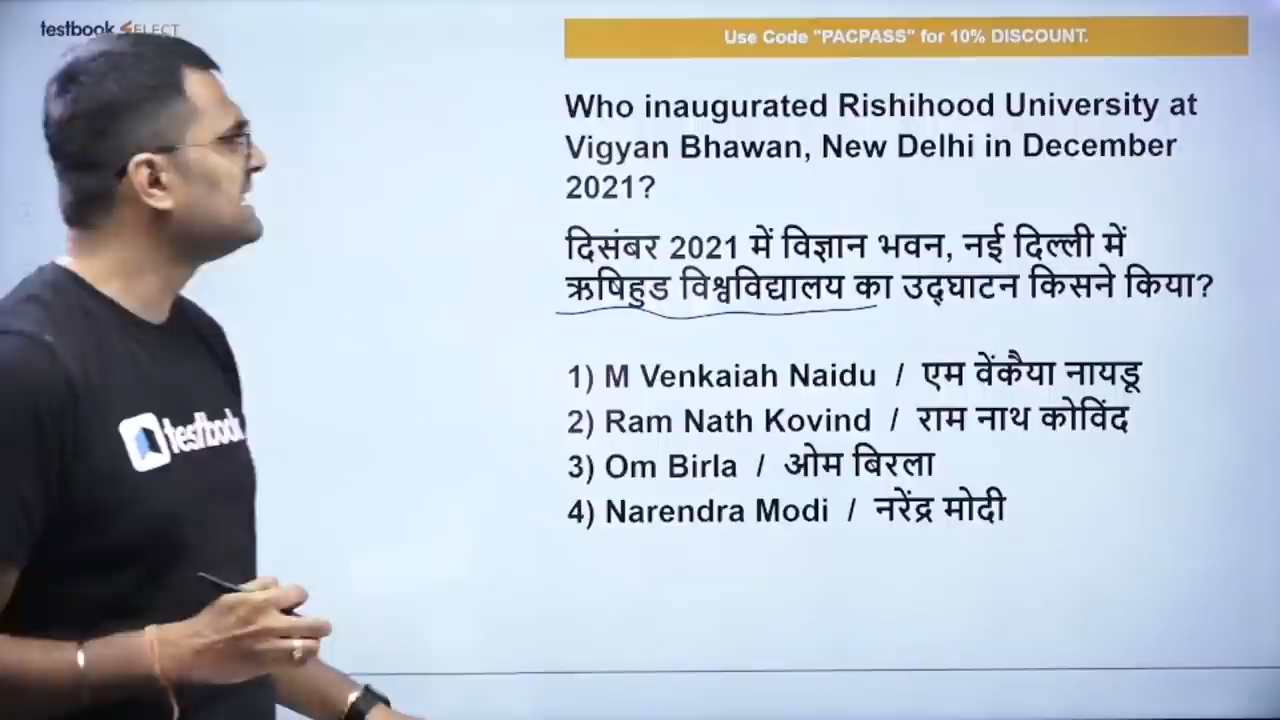 testbook SELECT
Use Code "PACPASS" for 10% DISCOUNT.
Who inaugurated Rishihood University at
Vigyan Bhawan, New Delhi in December
2021?
दिसंबर 2021 में विज्ञान भवन, नई दिल्ली में
ऋषिहुड विश्वविद्यालय का उद्घाटन किसने किया?
1) M Venkaiah Naidu / एम वेंकैया नायडू
2) Ram Nath Kovind / राम नाथ कोविंद
3) Om Birla / ओम बिरला
4) Narendra Modi / नरेंद्र मोदी
testbook